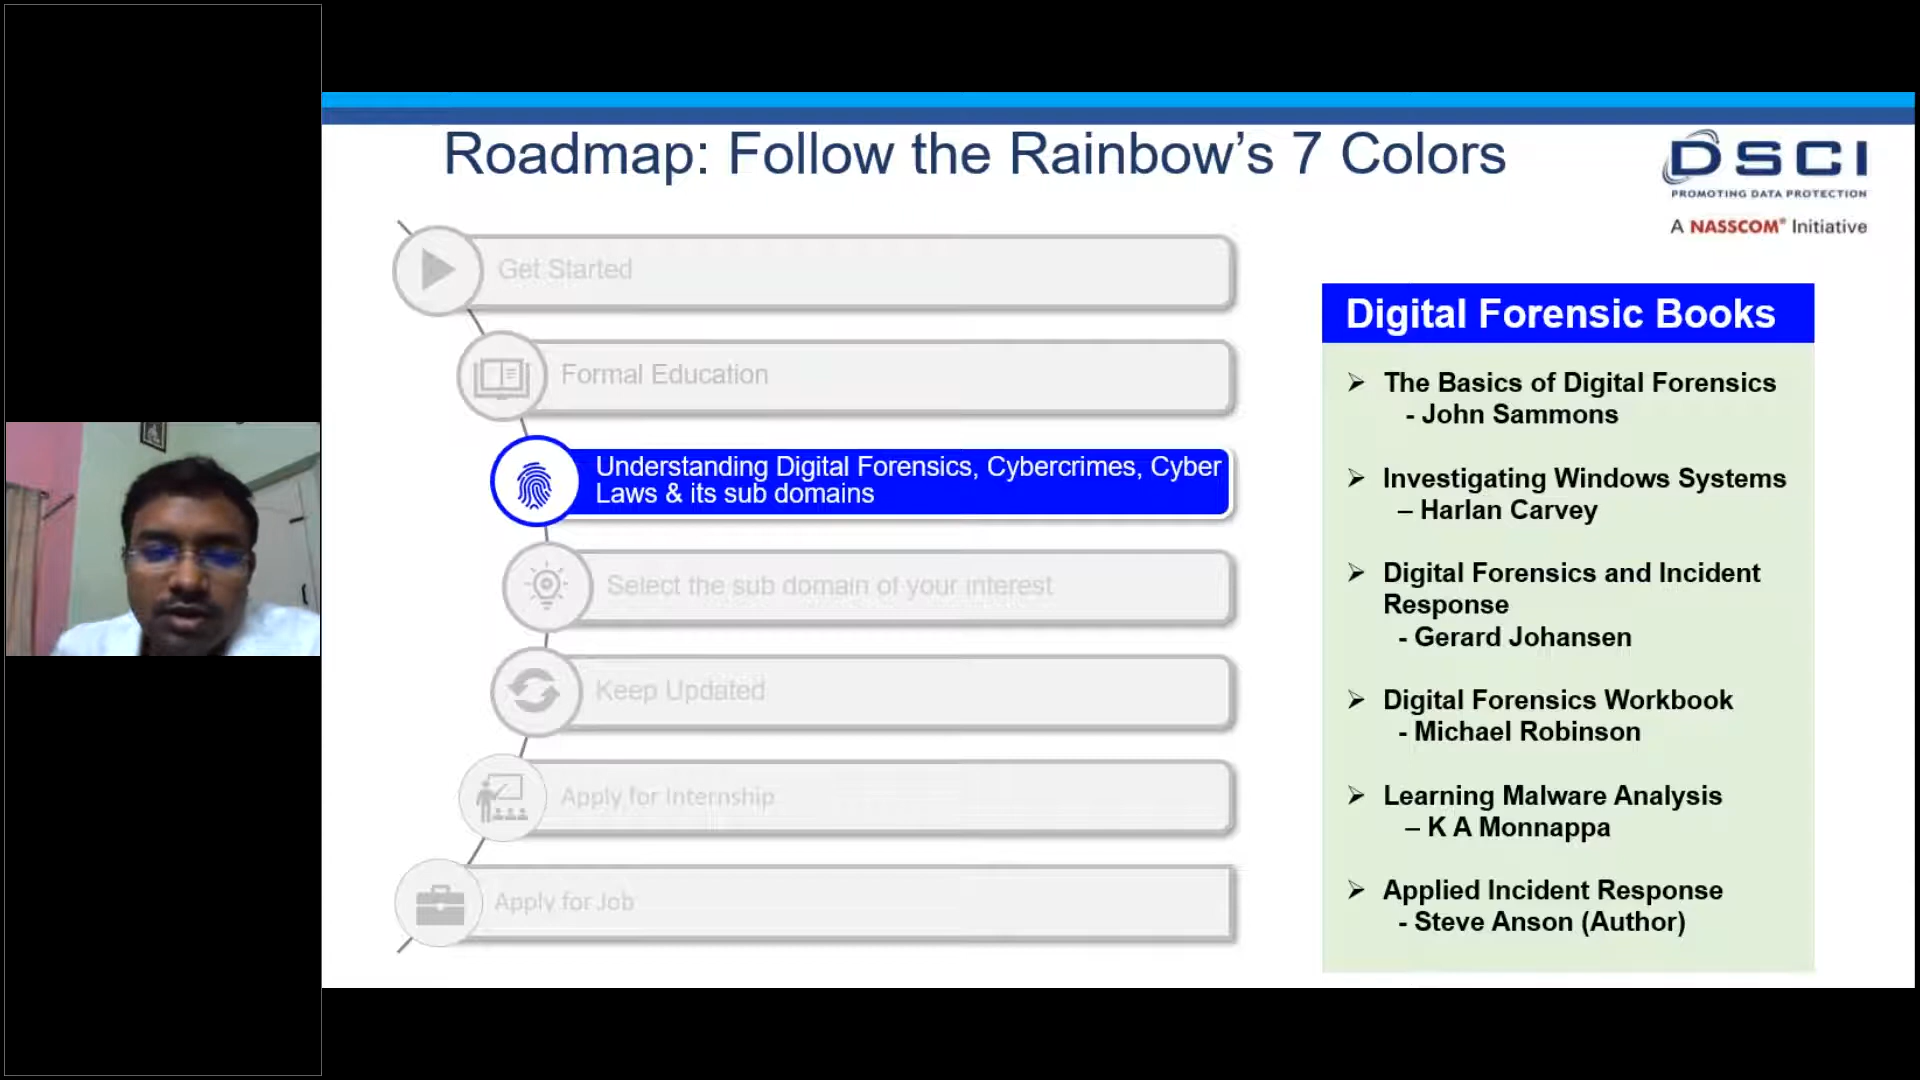 Roadmap: Follow the Rainbow’s 7 Colors
DSCI
PROMOTING DATA PROTECTION
A NASSCOM® Initiative
Get Started
Formal Education
Understanding Digital Forensics, Cybercrimes, Cyber
Laws & its sub domains
Select the sub domain of your interest
Keep Updated
Apply for Internship
Apply for Job
Digital Forensic Books
➢ The Basics of Digital Forensics
- John Sammons
➢ Investigating Windows Systems
– Harlan Carvey
➢ Digital Forensics and Incident
Response
- Gerard Johansen
➢ Digital Forensics Workbook
- Michael Robinson
➢ Learning Malware Analysis
– K A Monnappa
➢ Applied Incident Response
- Steve Anson (Author)